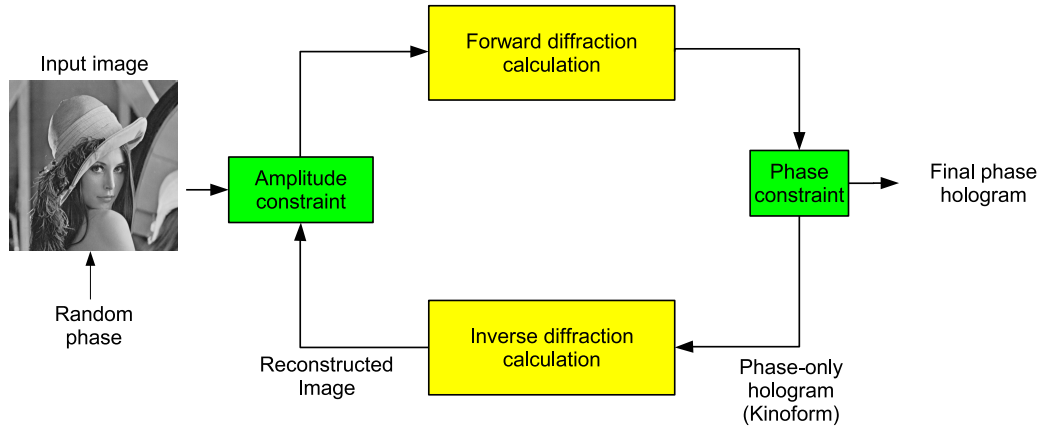 Input image
Random
phase
Amplitude
constraint
Forward diffraction
calculation
Phase
constraint
Final phase
hologram
Phase-only
hologram
(Kinoform)
Inverse diffraction
calculation
Reconstructed
Image